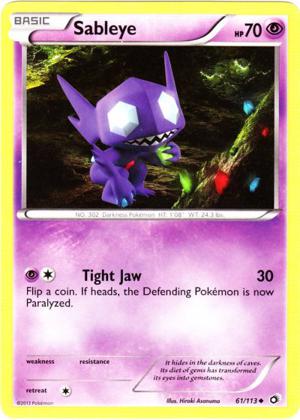 BASIC
Sableye
HP70
NO. 302 Darkness Pokémon HT: 1'08" WT: 24.3 lbs.
Tight Jaw 30
Flip a coin. If heads, the Defending Pokémon is now
Paralyzed.
weakness resistance
retreat
It hides in the darkness of caves.
Its diet of gems has transformed
its eyes into gemstones.
©2013 Pokémon
Illus. Hiroki Asanuma
61/113